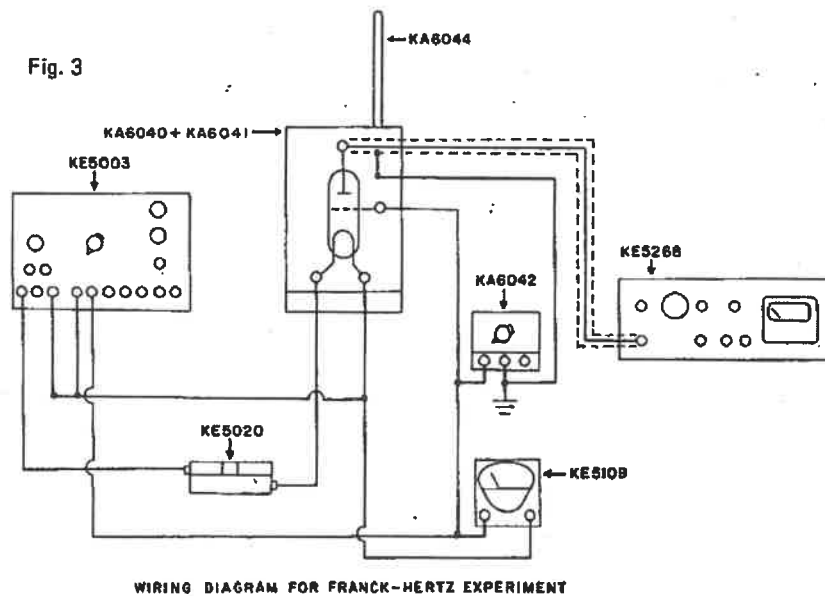 Fig. 3
KA6044
KA6040 + KA6041
KE5003
KE5268
KA6042
KE5020
KE5109
WIRING DIAGRAM FOR FRANCK-HERTZ EXPERIMENT